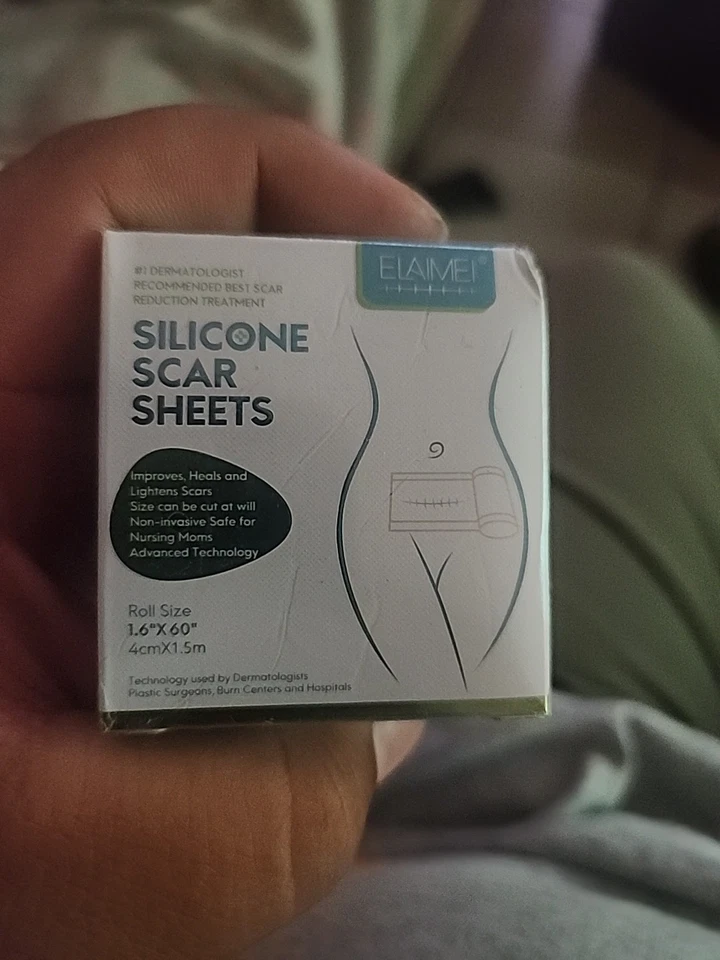 #1 DERMATOLOGIST
RECOMMENDED BEST SCAR
REDUCTION TREATMENT
ELAIMEI®
SILICONE
SCAR
SHEETS
Improves, Heals and
Lightens Scars
Size can be cut at will
Non-invasive Safe for
Nursing Moms
Advanced Technology
Roll Size
1.6"X60"
4cmX1.5m
Technology used by Dermatologists
Plastic Surgeons, Burn Centers and Hospitals